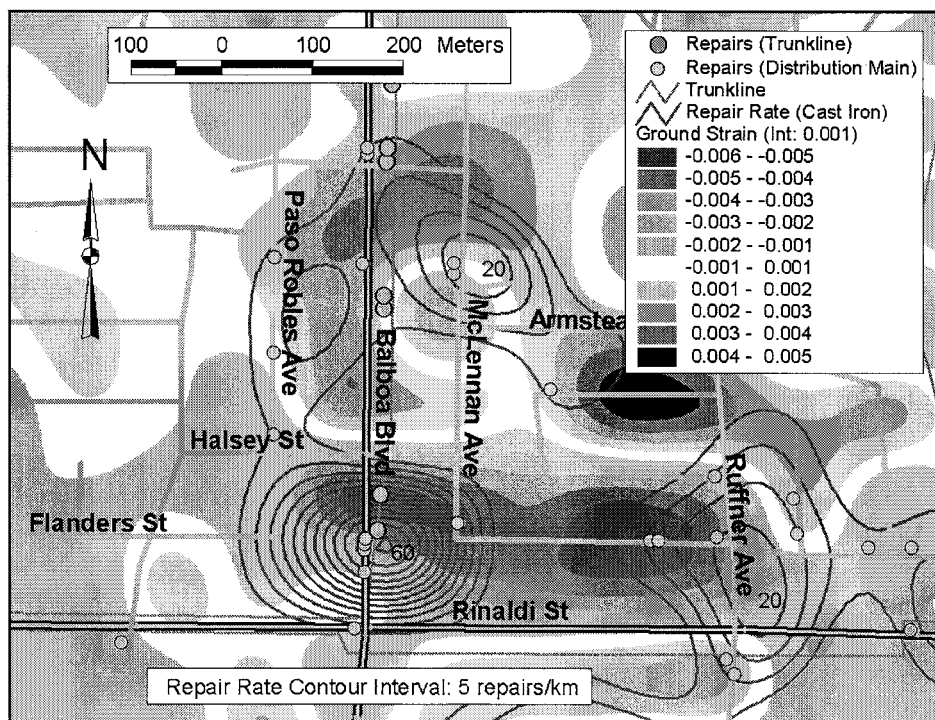 100 0 100 200 Meters
Repairs (Trunkline)
Repairs (Distribution Main)
Trunkline
Repair Rate (Cast Iron)
Ground Strain (Int: 0.001)
-0.006 - -0.005
-0.005 - -0.004
-0.004 - -0.003
-0.003 - -0.002
-0.002 - -0.001
-0.001 - 0.001
0.001 - 0.002
0.002 - 0.003
0.003 - 0.004
0.004 - 0.005
N
Paso Robles Ave
Balboa Blvd
McLennan Ave
20
Armstea
Halsey St
Ruffner Ave
Flanders St
60
20
Rinaldi St
Repair Rate Contour Interval: 5 repairs/km